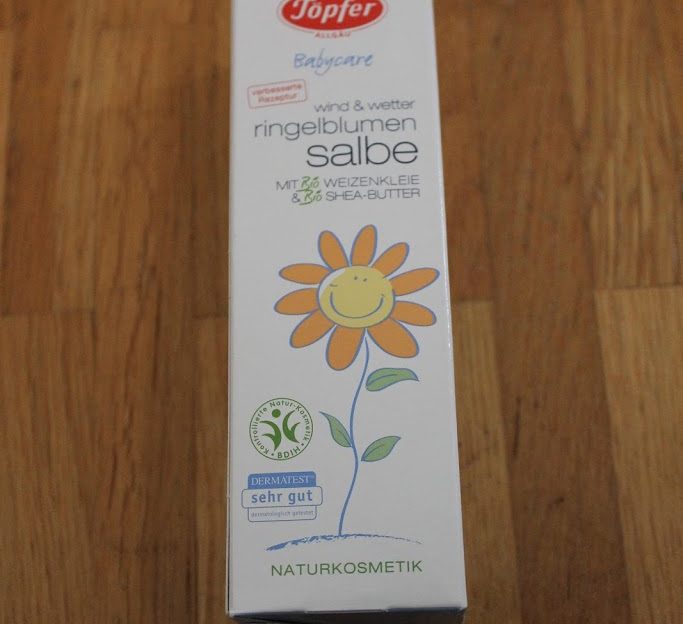 Töpfer
ALLGÄU
Babycare
verbesserte
Rezeptur
wind & wetter
ringelblumen
salbe
MIT Bio WEIZENKLEIE
& Bio SHEA-BUTTER
Kontrollierte Natur-Kosmetik
BDIH
DERMATEST
sehr gut
dermatologisch getestet
NATURKOSMETIK